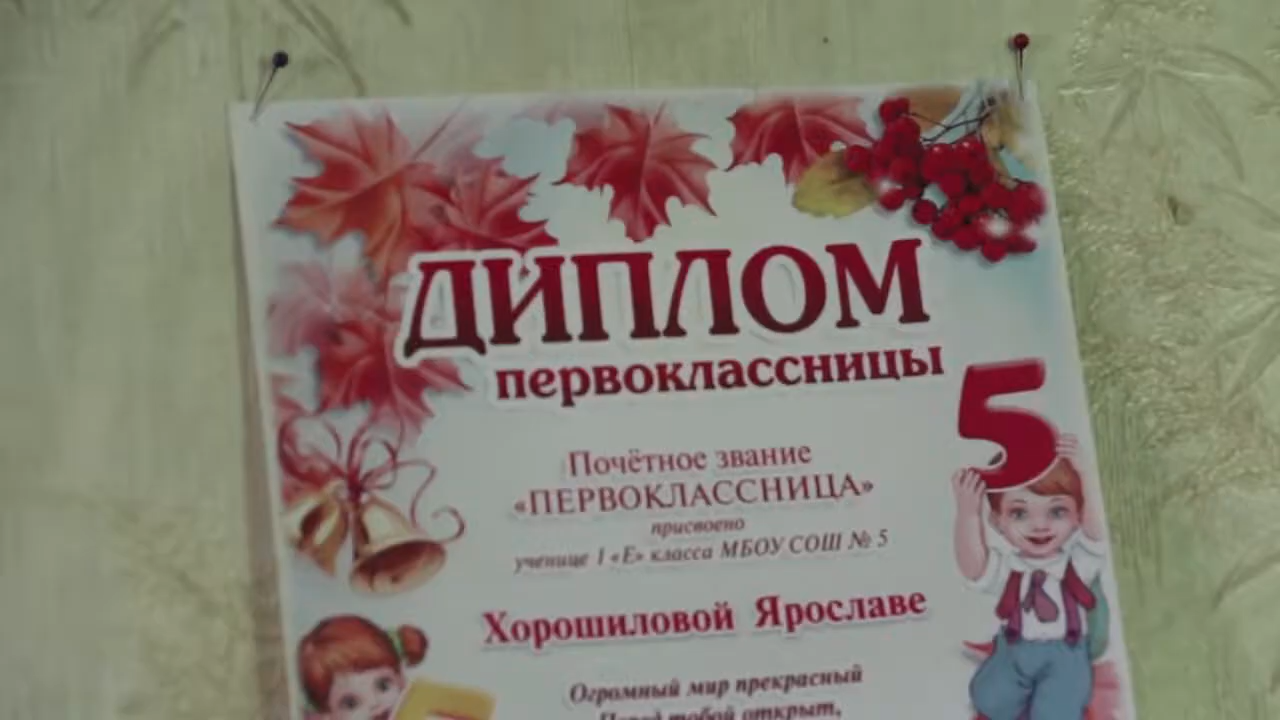 ДИПЛОМ
первоклассницы
5
Почётное звание
«ПЕРВОКЛАССНИЦА»
присвоено
ученице 1 «Е» класса МБОУ СОШ № 5
Хорошиловой Ярославе
Огромный мир прекрасный
Перед тобой открыт,